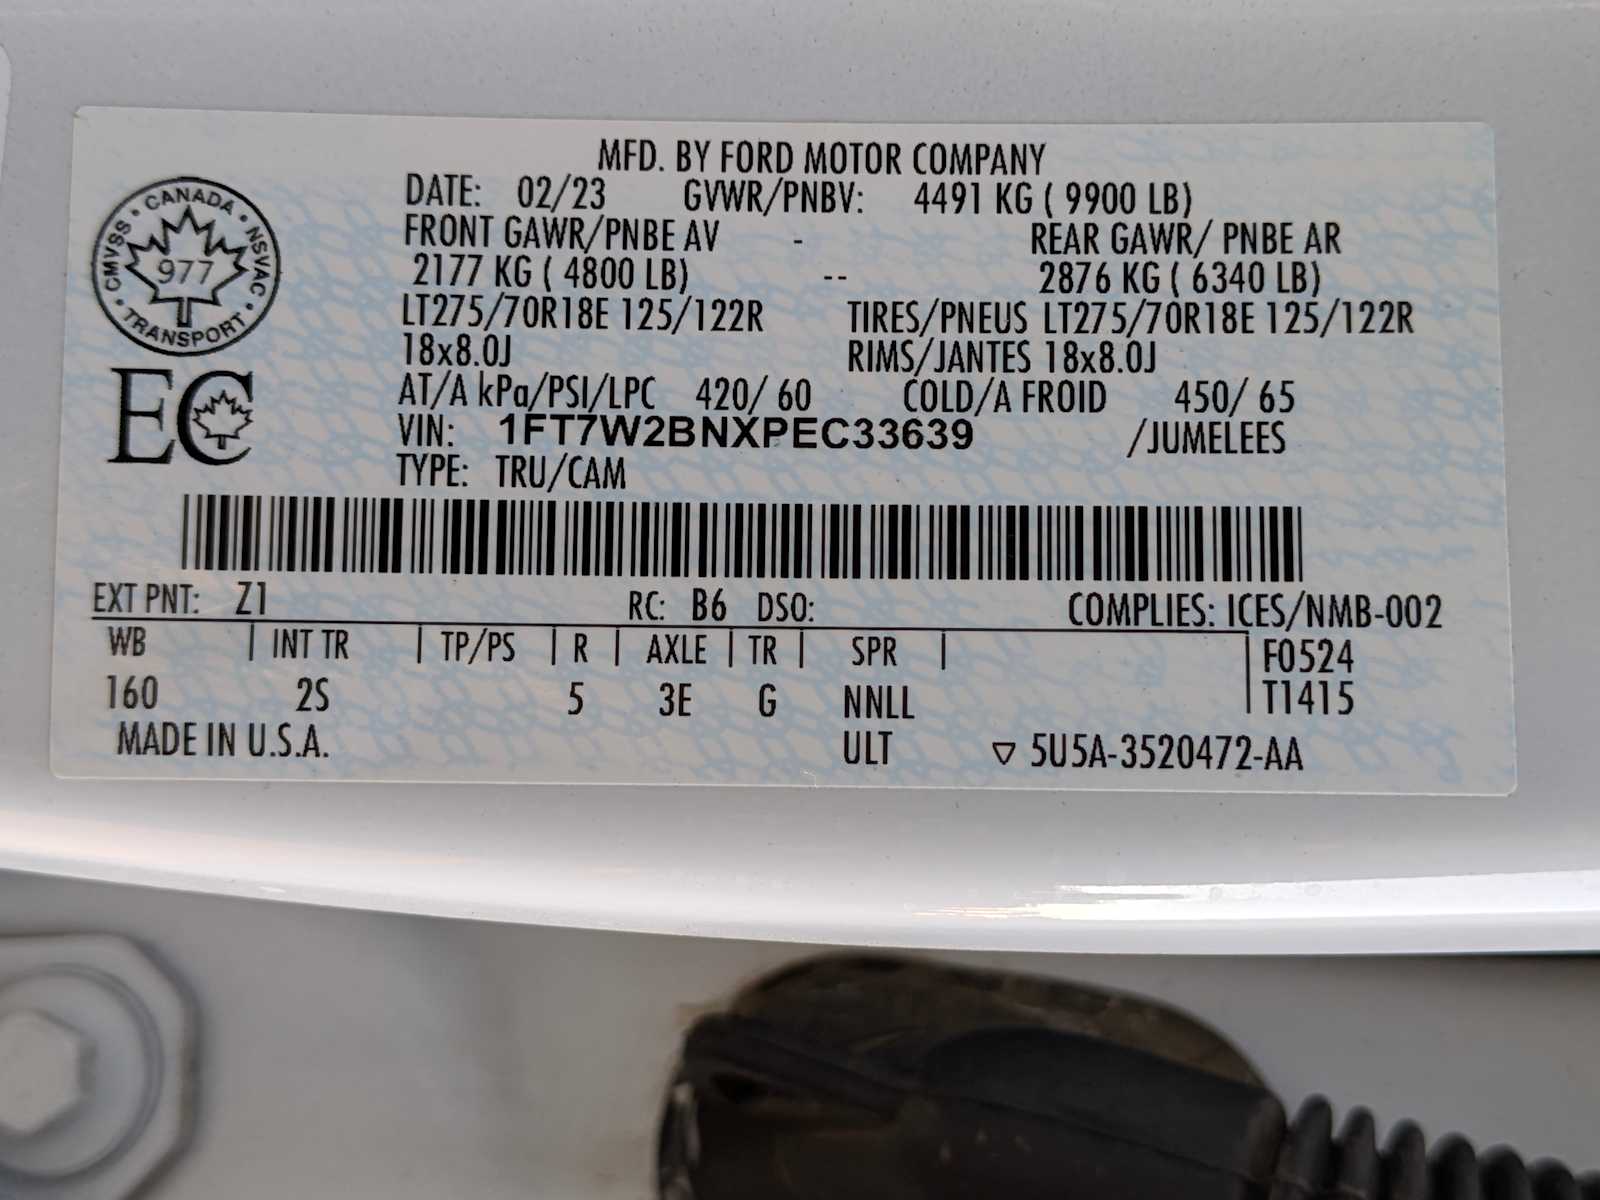 MFD. BY FORD MOTOR COMPANY
DATE: 02/23 GVWR/PNBV: 4491 KG ( 9900 LB)
FRONT GAWR/PNBE AV - REAR GAWR/ PNBE AR
2177 KG ( 4800 LB) -- 2876 KG ( 6340 LB)
LT275/70R18E 125/122R TIRES/PNEUS LT275/70R18E 125/122R
18x8.0J RIMS/JANTES 18x8.0J
AT/A kPa/PSI/LPC 420/ 60 COLD/A FROID 450/ 65
VIN: 1FT7W2BNXPEC33639 /JUMELEES
TYPE: TRU/CAM
CANADA
CMVSS 977 NSVAC
TRANSPORT
EC
EXT PNT: Z1 RC: B6 DSO: COMPLIES: ICES/NMB-002
WB | INT TR | TP/PS | R | AXLE | TR | SPR | F0524
160 2S 5 3E G NNLL T1415
MADE IN U.S.A. ULT ▽ 5U5A-3520472-AA